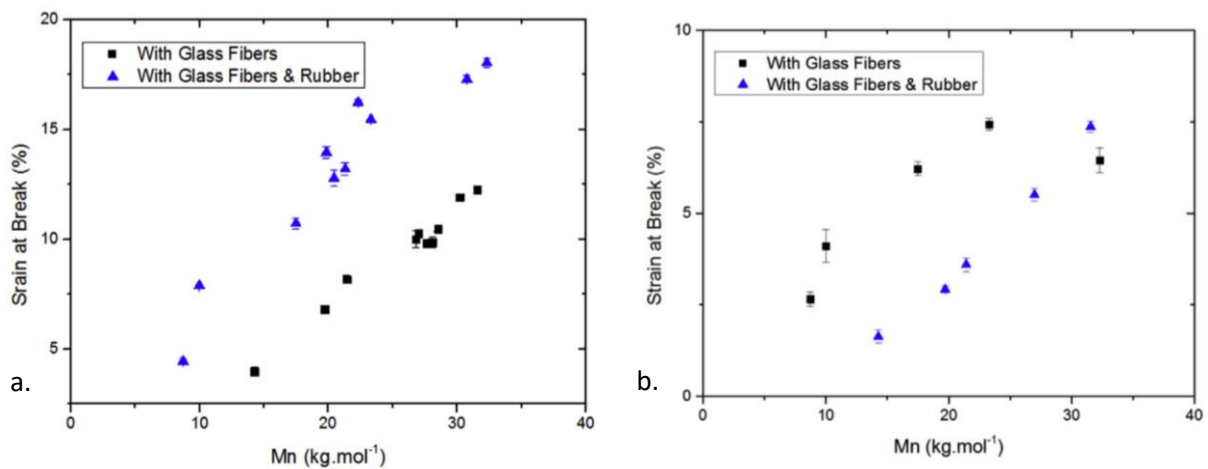 20
15
10
5
Srain at Break (%)
With Glass Fibers
With Glass Fibers & Rubber
0
10
20
30
40
Mn (kg.mol⁻¹)
a.
10
5
0
Strain at Break (%)
With Glass Fibers
With Glass Fibers & Rubber
0
10
20
30
40
Mn (kg.mol⁻¹)
b.